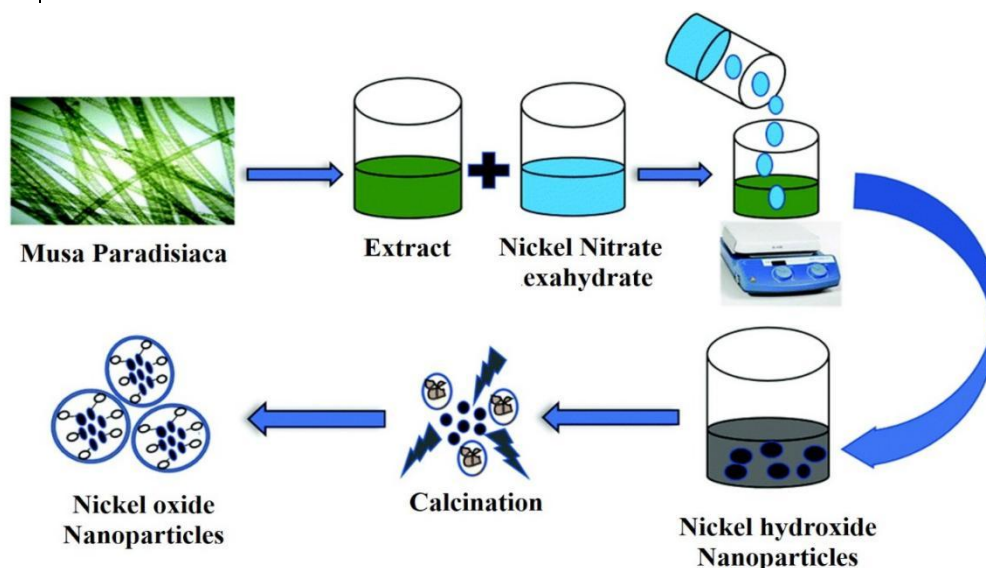 Musa Paradisiaca
Extract
Nickel Nitrate
exahydrate
Nickel oxide
Nanoparticles
Calcination
Nickel hydroxide
Nanoparticles